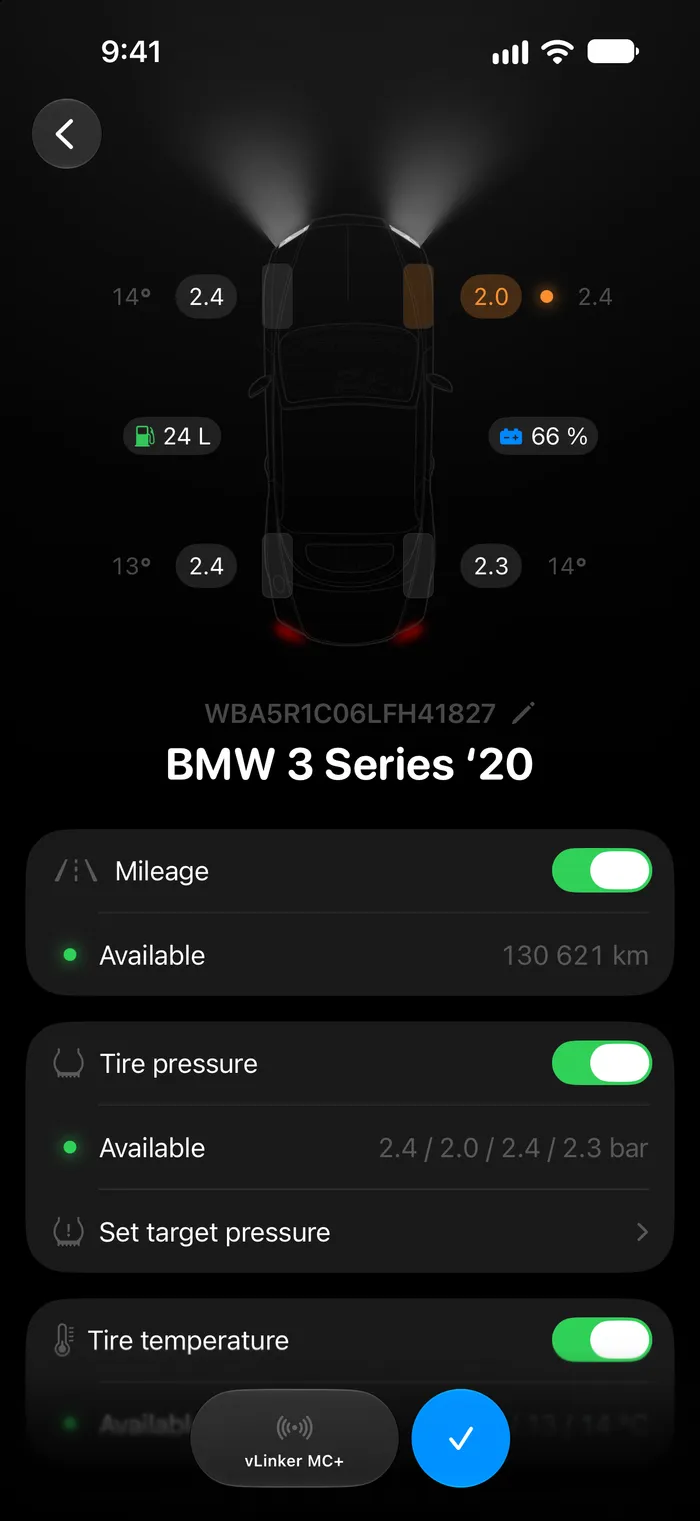 9:41
14° 2.4 2.0 2.4
24 L 66 %
13° 2.4 2.3 14°
WBA5R1C06LFH41827
BMW 3 Series ‘20
Mileage
Available 130 621 km
Tire pressure
Available 2.4 / 2.0 / 2.4 / 2.3 bar
Set target pressure
Tire temperature
13 / 14 °C
vLinker MC+